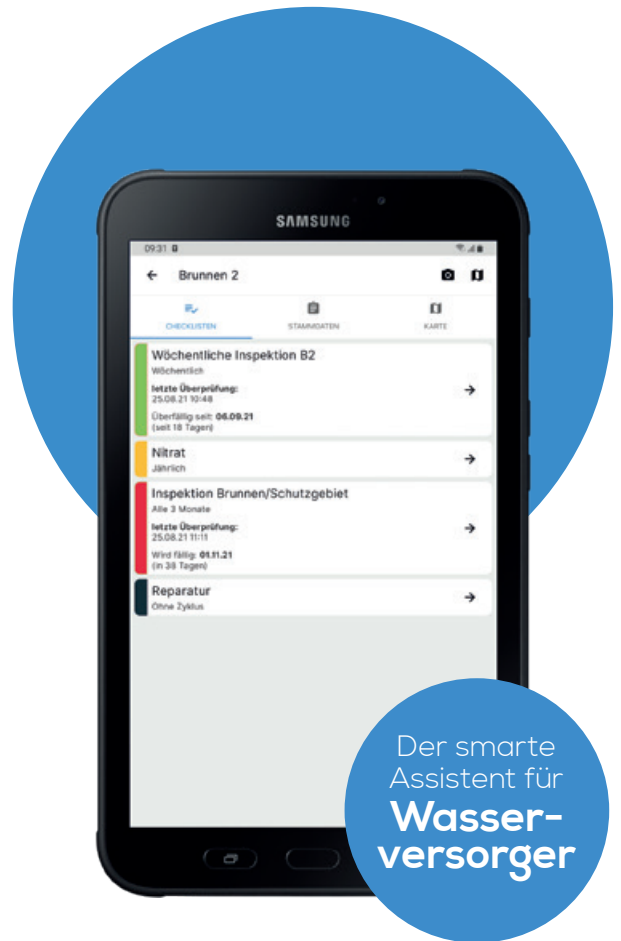 SAMSUNG
09:31
Brunnen 2
CHECKLISTEN STAMMDATEN KARTE
Wöchentliche Inspektion B2
Wöchentlich
letzte Überprüfung:
25.08.21 10:48
Überfällig seit: 06.09.21
(seit 18 Tagen)
Nitrat
Jährlich
Inspektion Brunnen/Schutzgebiet
Alle 3 Monate
letzte Überprüfung:
25.08.21 11:11
Wird fällig: 01.11.21
(in 38 Tagen)
Reparatur
Ohne Zyklus
Der smarte
Assistent für
Wasser-
versorger